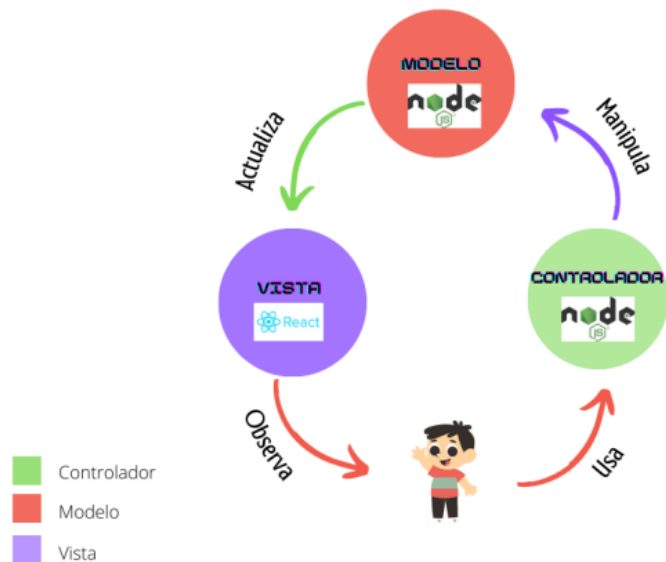 MODELO
node
JS
Actualiza
Manipula
VISTA
React
CONTROLADOR
node
JS
Observa
Usa
Controlador
Modelo
Vista